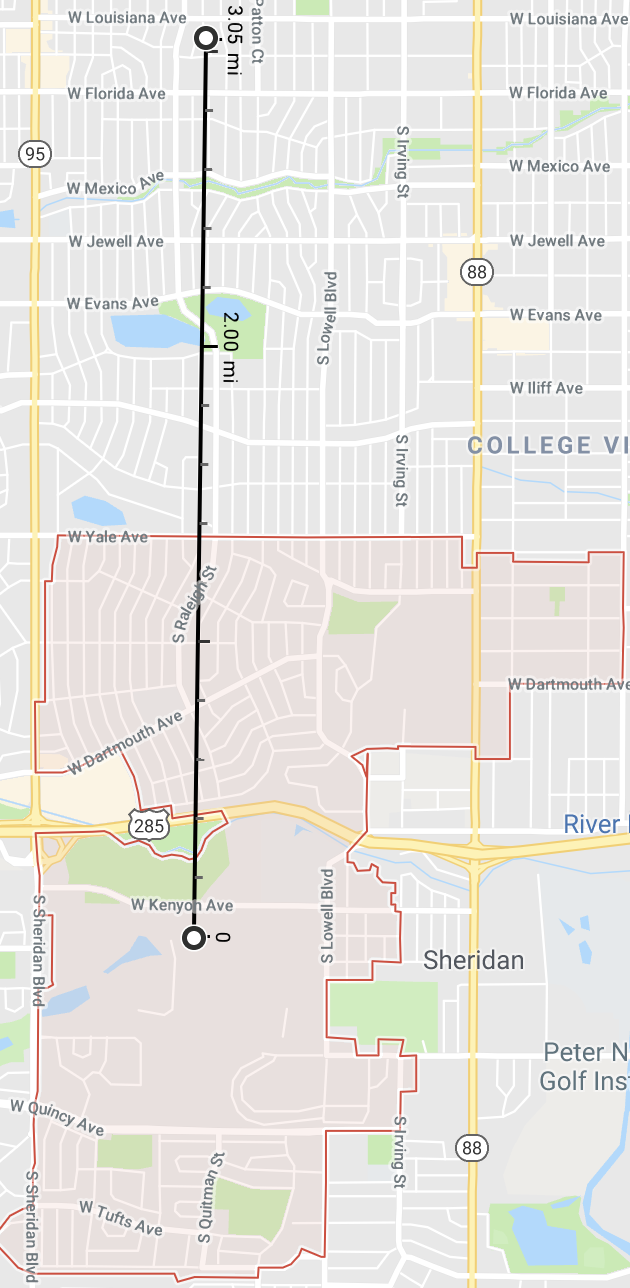 W Louisiana Ave
Patton Ct
W Louisiana Ave
3.05 mi
W Florida Ave
W Florida Ave
95
S Irving St
W Mexico Ave
W Mexico Ave
W Jewell Ave
W Jewell Ave
88
S Lowell Blvd
W Evans Ave
W Evans Ave
2.00 mi
W Iliff Ave
S Irving St
COLLEGE VI
W Yale Ave
S Raleigh St
W Dartmouth Ave
W Dartmouth Ave
285
River
S Lowell Blvd
S Sheridan Blvd
W Kenyon Ave
0
Sheridan
Peter N
Golf Ins
W Quincy Ave
S Irving St
88
S Quitman St
S Sheridan Blvd
W Tufts Ave